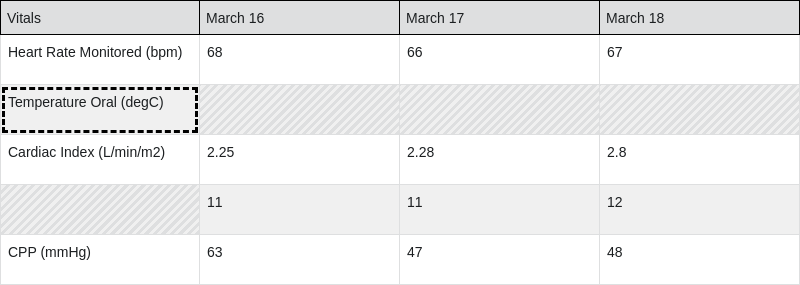 Vitals March 16 March 17 March 18
Heart Rate Monitored (bpm) 68 66 67
Temperature Oral (degC)
Cardiac Index (L/min/m2) 2.25 2.28 2.8
11 11 12
CPP (mmHg) 63 47 48